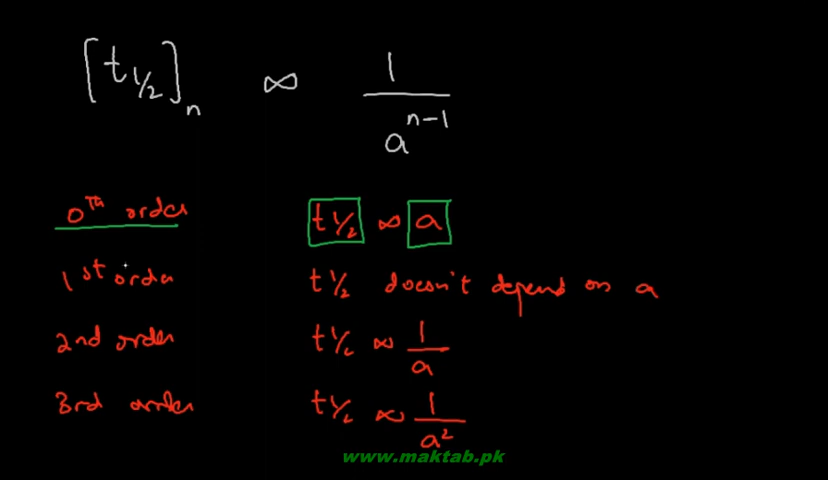 [t½]n ∝ 1/a^(n-1)
0th order t½ ∝ a
1st order t½ doesn't depend on a
2nd order t½ ∝ 1/a
3rd order t½ ∝ 1/a²
www.maktab.pk